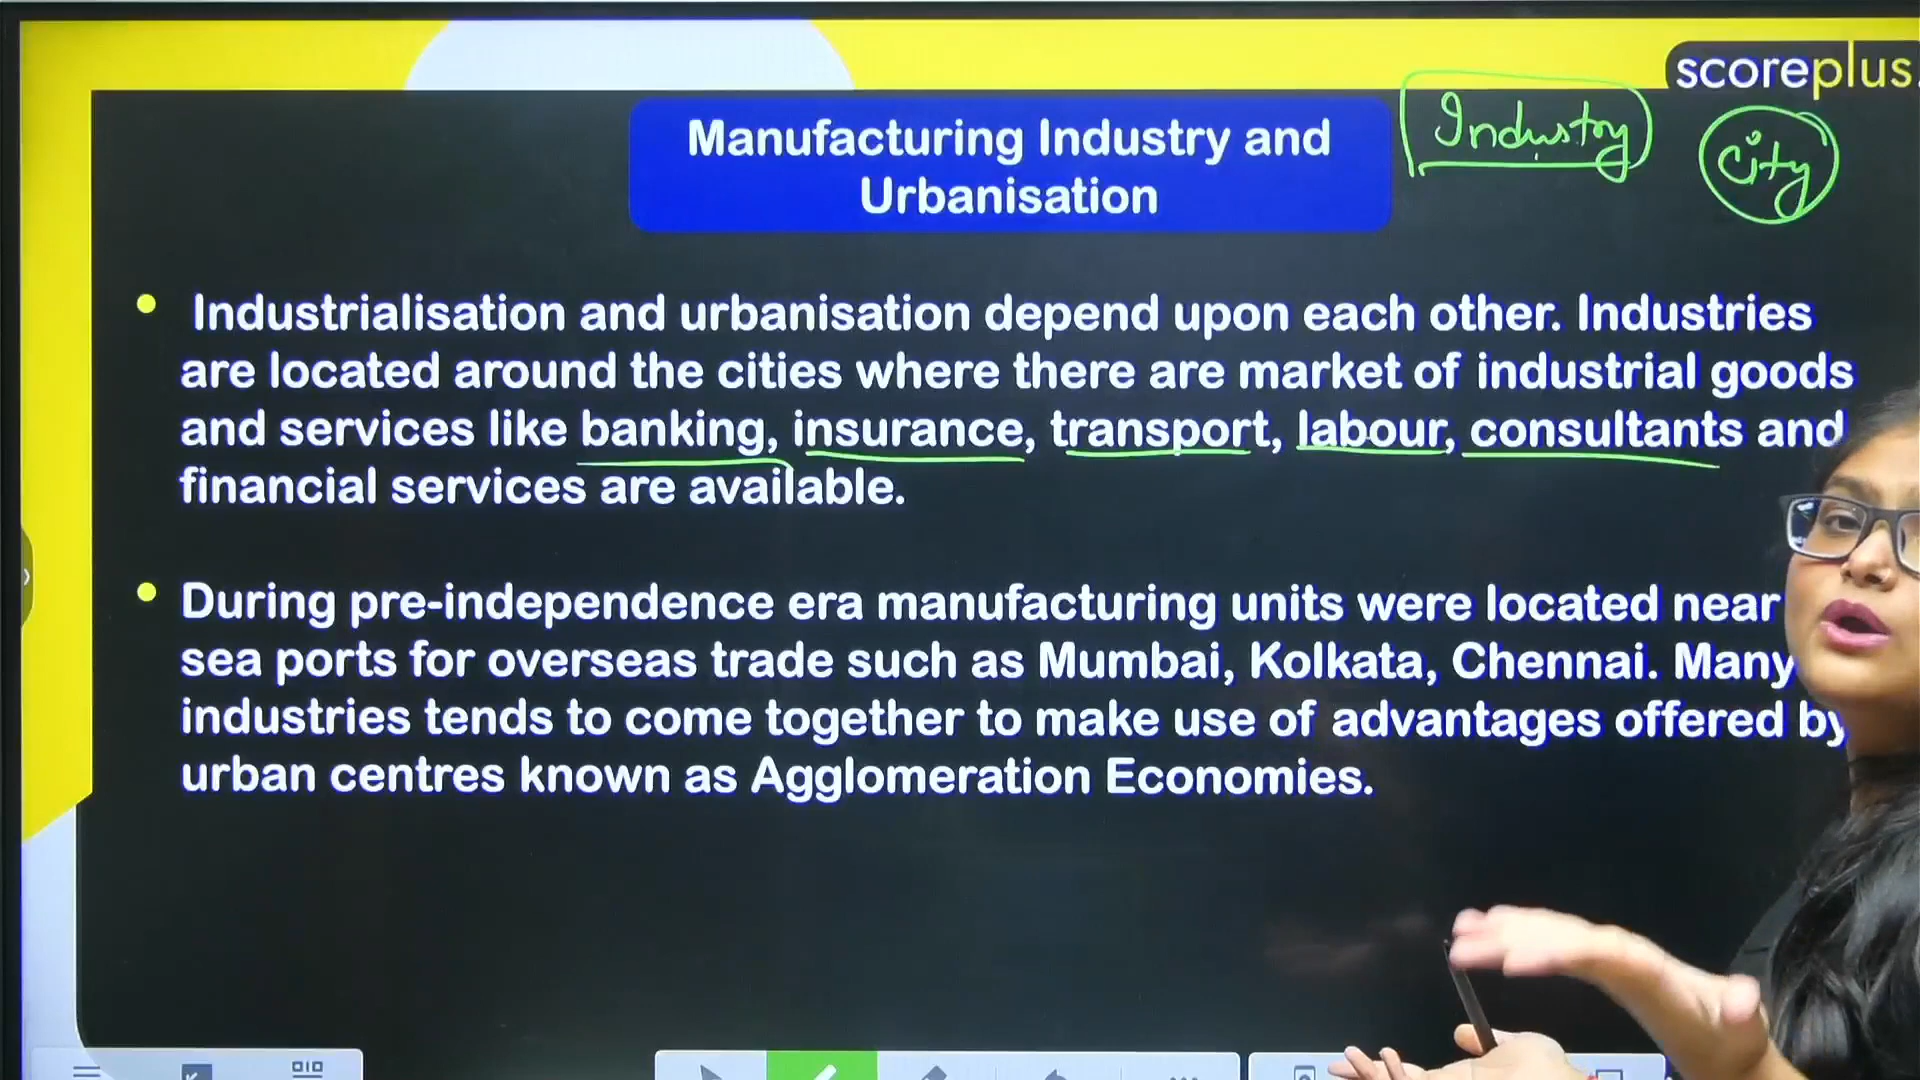 scoreplus.
Manufacturing Industry and
Urbanisation
Industry
City
• Industrialisation and urbanisation depend upon each other. Industries
are located around the cities where there are market of industrial goods
and services like banking, insurance, transport, labour, consultants and
financial services are available.
• During pre-independence era manufacturing units were located near
sea ports for overseas trade such as Mumbai, Kolkata, Chennai. Many
industries tends to come together to make use of advantages offered by
urban centres known as Agglomeration Economies.